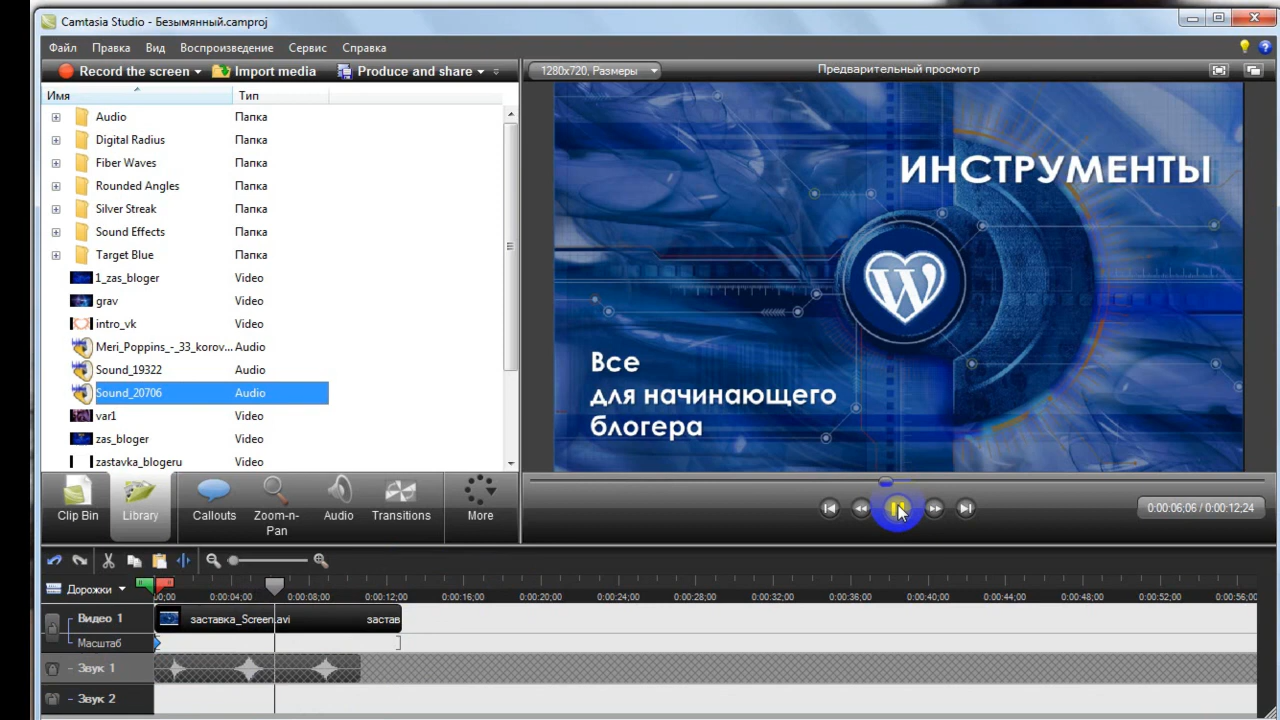 Camtasia Studio - Безымянный.camproj
Файл Правка Вид Воспроизведение Сервис Справка
Record the screen Import media Produce and share
1280x720, Размеры
Предварительный просмотр
Имя Тип
Audio Папка
Digital Radius Папка
Fiber Waves Папка
Rounded Angles Папка
Silver Streak Папка
Sound Effects Папка
Target Blue Папка
1_zas_bloger Video
grav Video
intro_vk Video
Meri_Poppins_-_33_korov... Audio
Sound_19322 Audio
Sound_20706 Audio
var1 Video
zas_bloger Video
zastavka_blogeru Video
ИНСТРУМЕНТЫ
W
Все
для начинающего
блогера
Clip Bin Library Callouts Zoom-n-Pan Audio Transitions More
0:00:06;06 / 0:00:12;24
Дорожки
00;00 0:00:04;00 0:00:08;00 0:00:12;00 0:00:16;00 0:00:20;00 0:00:24;00 0:00:28;00 0:00:32;00 0:00:36;00 0:00:40;00 0:00:44;00 0:00:48;00 0:00:52;00 0:00:56;00
Видео 1 заставка_Screen.avi застав
Масштаб
Звук 1
Звук 2